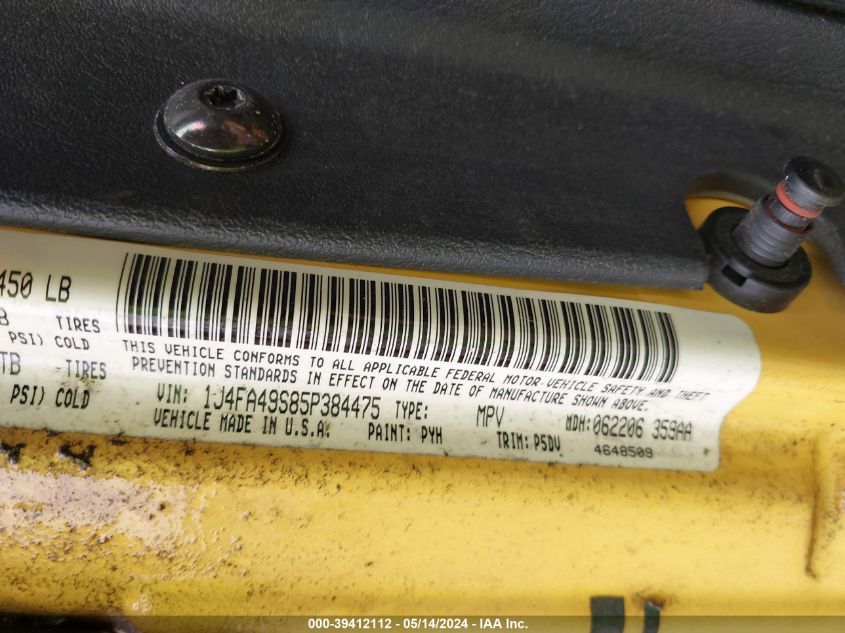 450 LB
B TIRES
PSI) COLD
TB -TIRES
PSI) COLD
THIS VEHICLE CONFORMS TO ALL APPLICABLE FEDERAL MOTOR VEHICLE SAFETY AND THEFT
PREVENTION STANDARDS IN EFFECT ON THE DATE OF MANUFACTURE SHOWN ABOVE.
VIN: 1J4FA49S85P384475 TYPE: MPV MDH:062206 359AA
VEHICLE MADE IN U.S.A. PAINT: PYH TRIM: P5DV 4648509
000-39412112 - 05/14/2024 - IAA Inc.